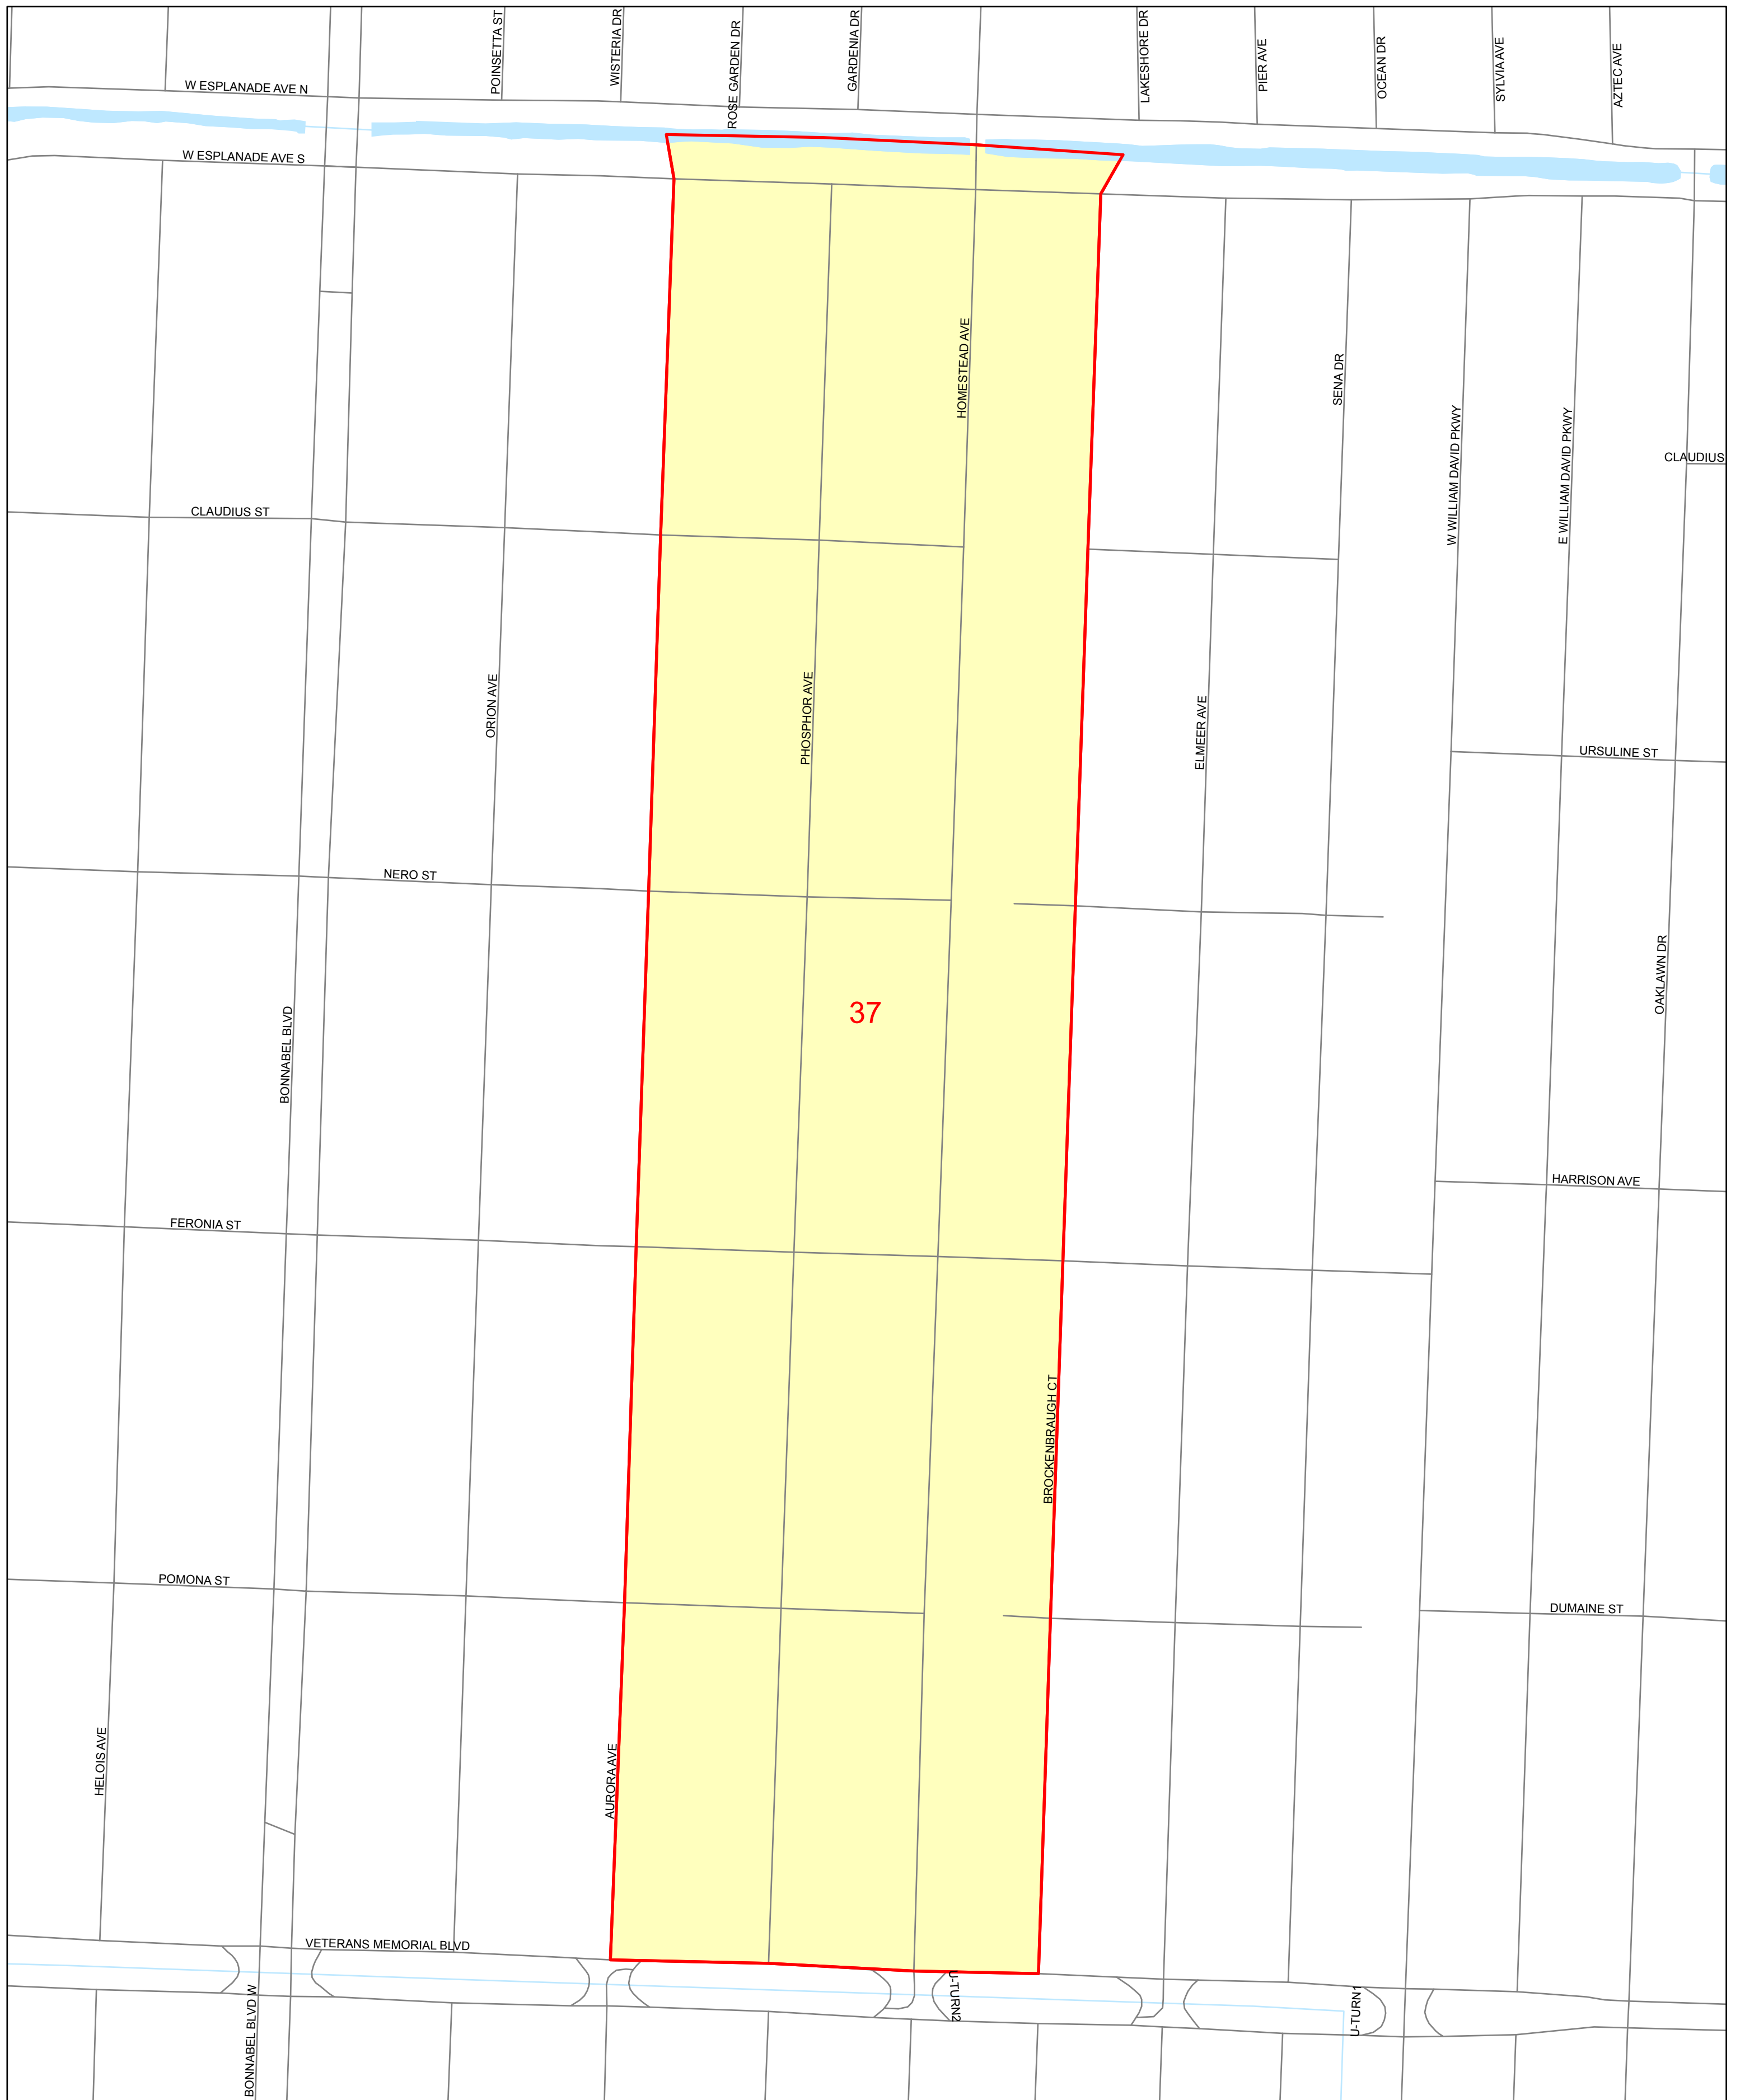 POINSETTA ST
WISTERIA DR
ROSE GARDEN DR
GARDENIA DR
LAKESHORE DR
PIER AVE
OCEAN DR
SYLVIA AVE
AZTEC AVE
W ESPLANADE AVE N
W ESPLANADE AVE S
HOMESTEAD AVE
SENA DR
W WILLIAM DAVID PKWY
E WILLIAM DAVID PKWY
CLAUDIUS
CLAUDIUS ST
ORION AVE
PHOSPHOR AVE
ELMEER AVE
URSULINE ST
NERO ST
OAKLAWN DR
37
BONNABEL BLVD
HARRISON AVE
FERONIA ST
BROCKENBRAUGH CT
POMONA ST
DUMAINE ST
HELOIS AVE
AURORA AVE
VETERANS MEMORIAL BLVD
U-TURN2
U-TURN1
BONNABEL BLVD W